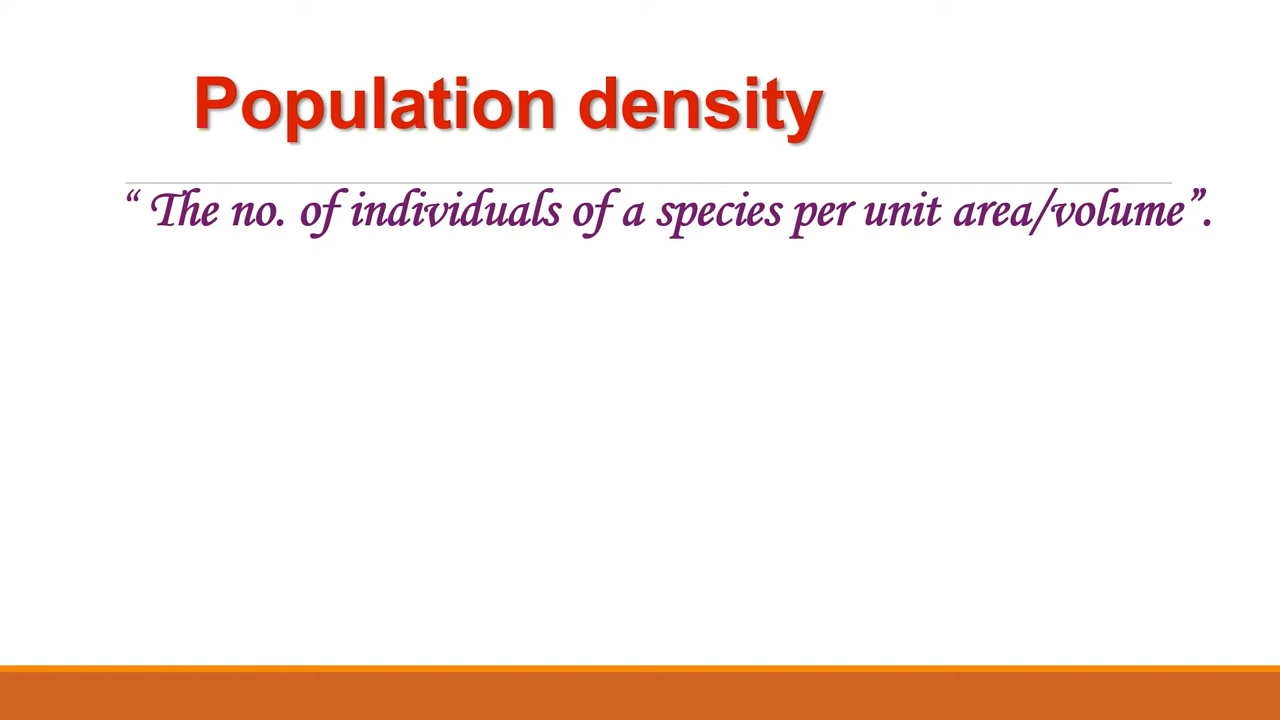 Population density
“ The no. of individuals of a species per unit area/volume”.